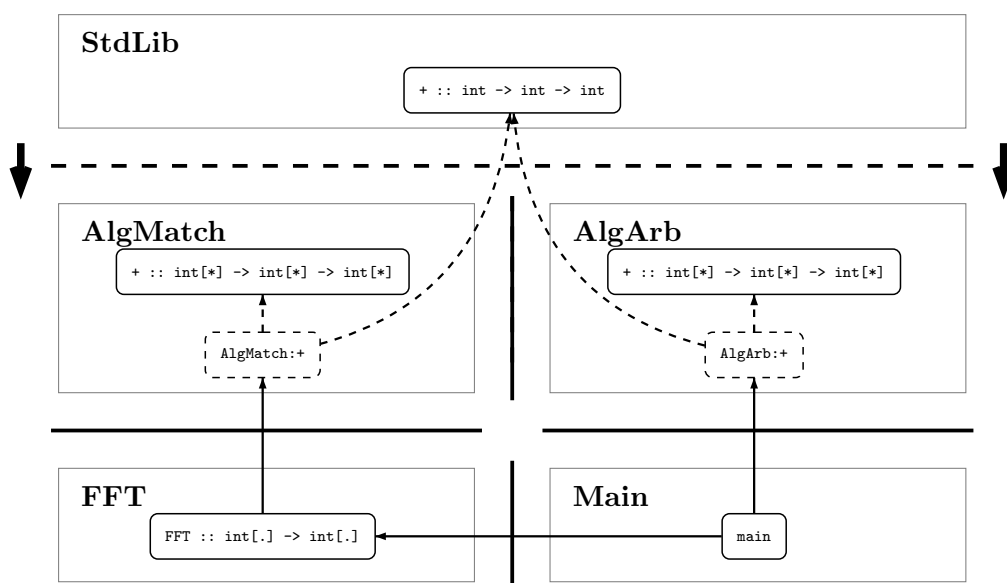 StdLib
+ :: int -> int -> int
AlgMatch
+ :: int[*] -> int[*] -> int[*]
AlgMatch:+
AlgArb
+ :: int[*] -> int[*] -> int[*]
AlgArb:+
FFT
FFT :: int[.] -> int[.]
Main
main